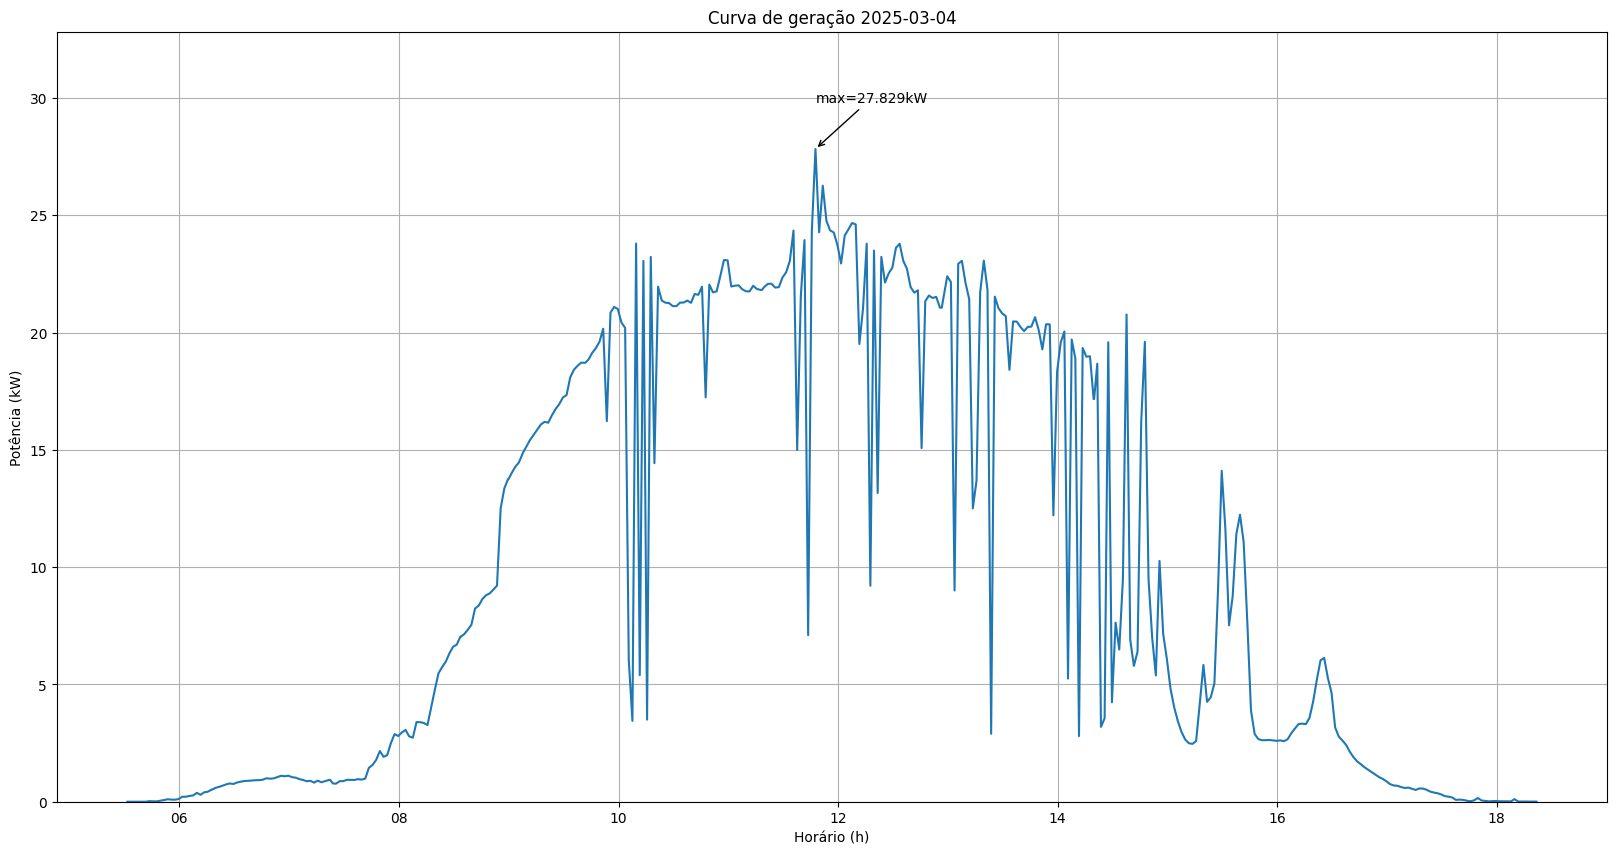 Curva de geração 2025-03-04
max=27.829kW
30
25
20
15
10
5
0
Potência (kW)
06 08 10 12 14 16 18
Horário (h)